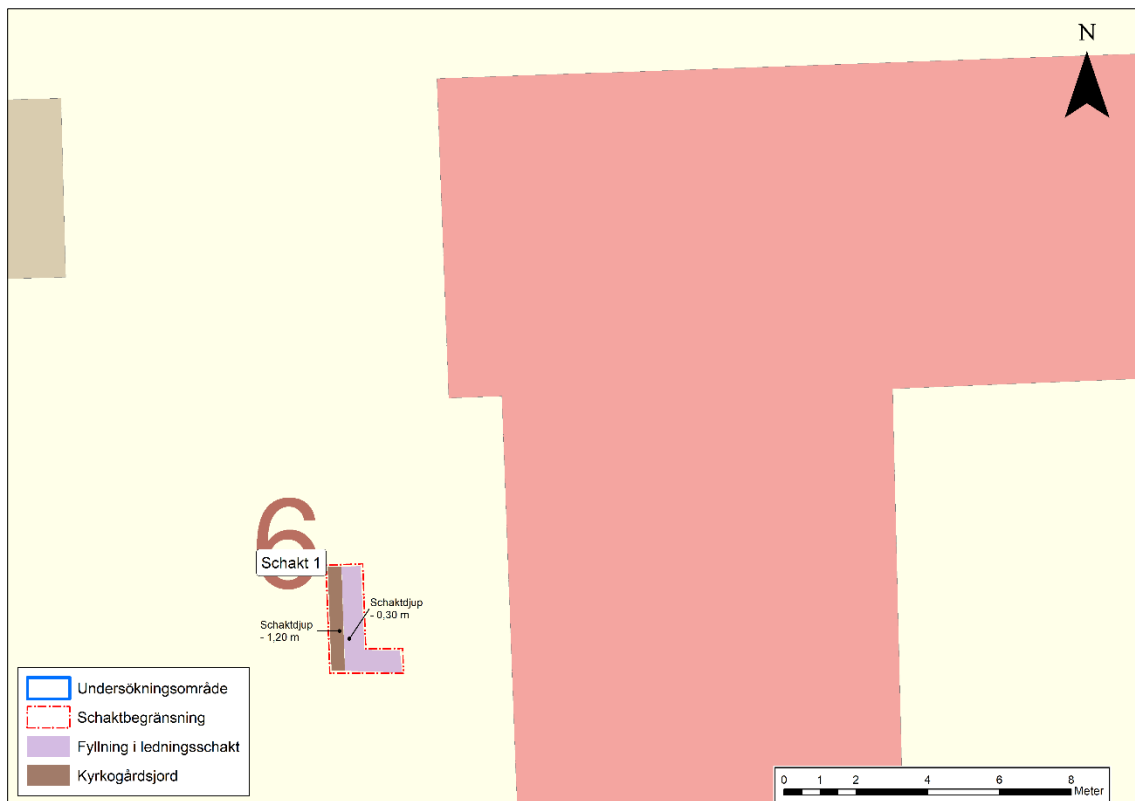 N
6
Schakt 1
Schaktdjup
- 0,30 m
Schaktdjup
- 1,20 m
Undersökningsområde
Schaktbegränsning
Fyllning i ledningsschakt
Kyrkogårdsjord
0 1 2 4 6 8
Meter